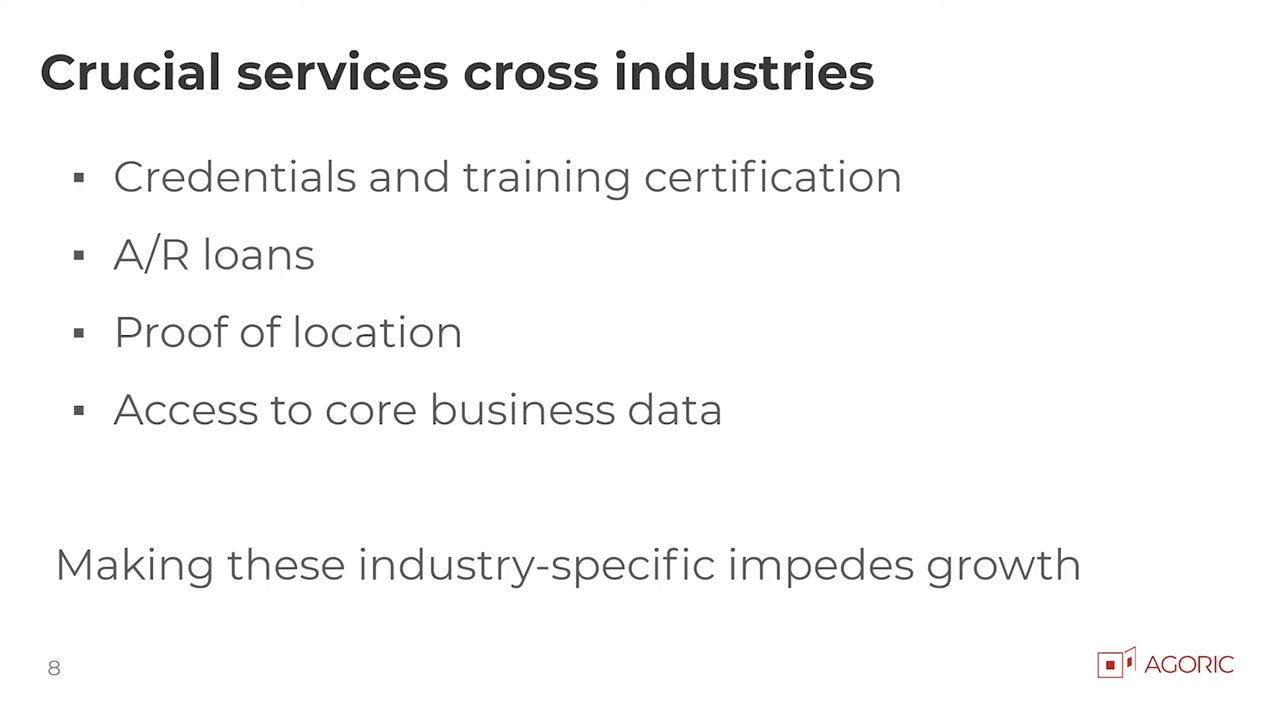 Crucial services cross industries
▪ Credentials and training certification
▪ A/R loans
▪ Proof of location
▪ Access to core business data
Making these industry-specific impedes growth
8
AGORIC